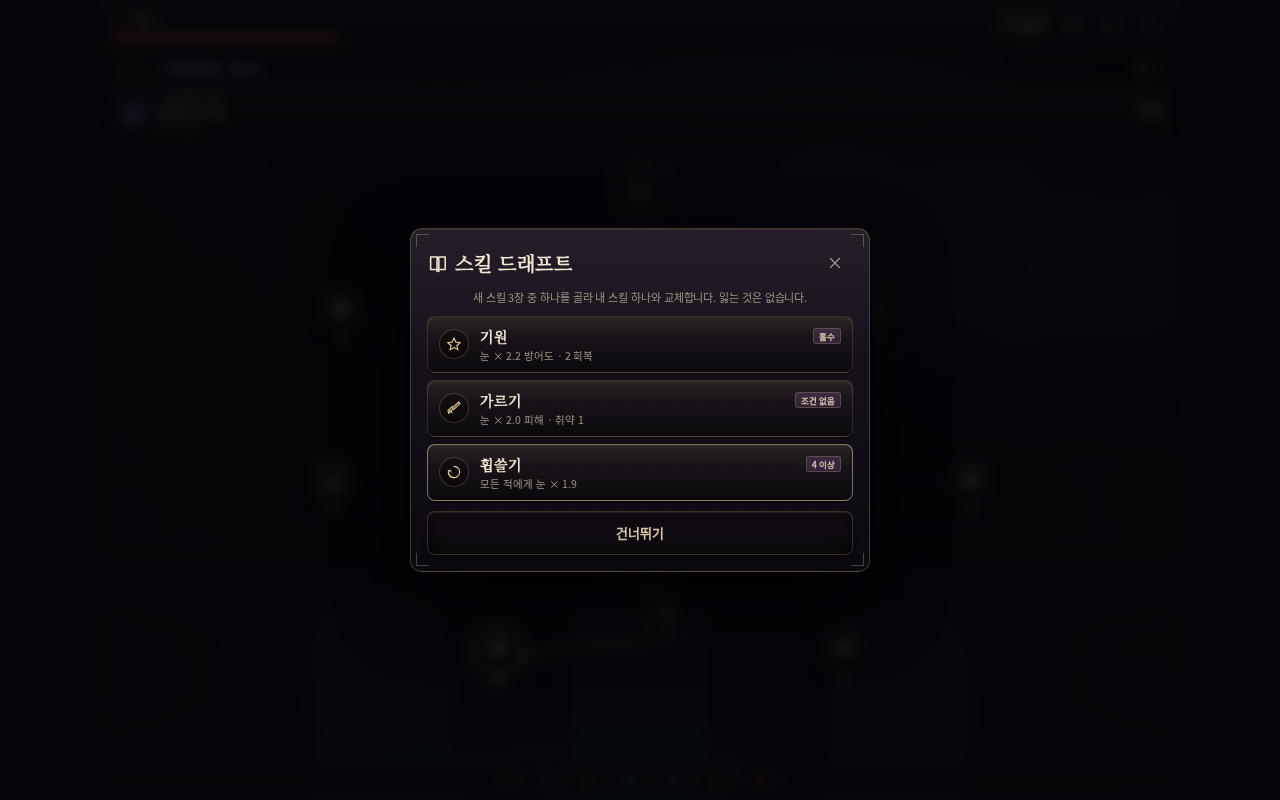 스킬 드래프트
새 스킬 3장 중 하나를 골라 내 스킬 하나와 교체합니다. 잃는 것은 없습니다.
기원
홀수
눈 × 2.2 방어도 · 2 회복
가르기
조건 없음
눈 × 2.0 피해 · 취약 1
휩쓸기
4 이상
모든 적에게 눈 × 1.9
건너뛰기